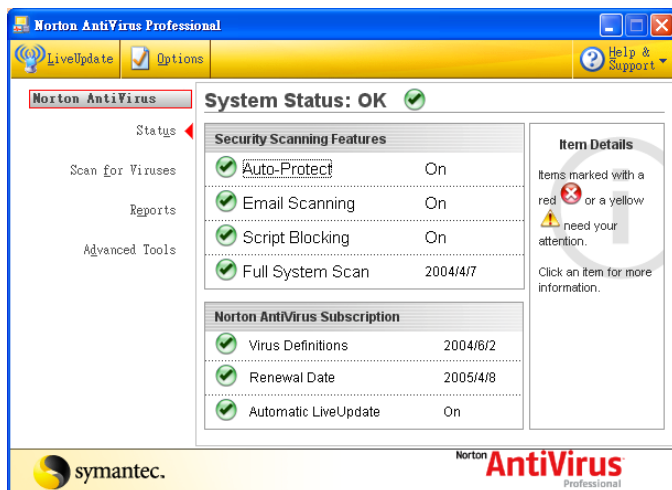 Norton AntiVirus Professional
LiveUpdate
Options
Help & Support
Norton AntiVirus
Status
Scan for Viruses
Reports
Advanced Tools
System Status: OK
Security Scanning Features
Auto-Protect On
Email Scanning On
Script Blocking On
Full System Scan 2004/4/7
Norton AntiVirus Subscription
Virus Definitions 2004/6/2
Renewal Date 2005/4/8
Automatic LiveUpdate On
Item Details
Items marked with a
red or a yellow
need your
attention.
Click an item for more
information.
symantec.
Norton AntiVirus
Professional